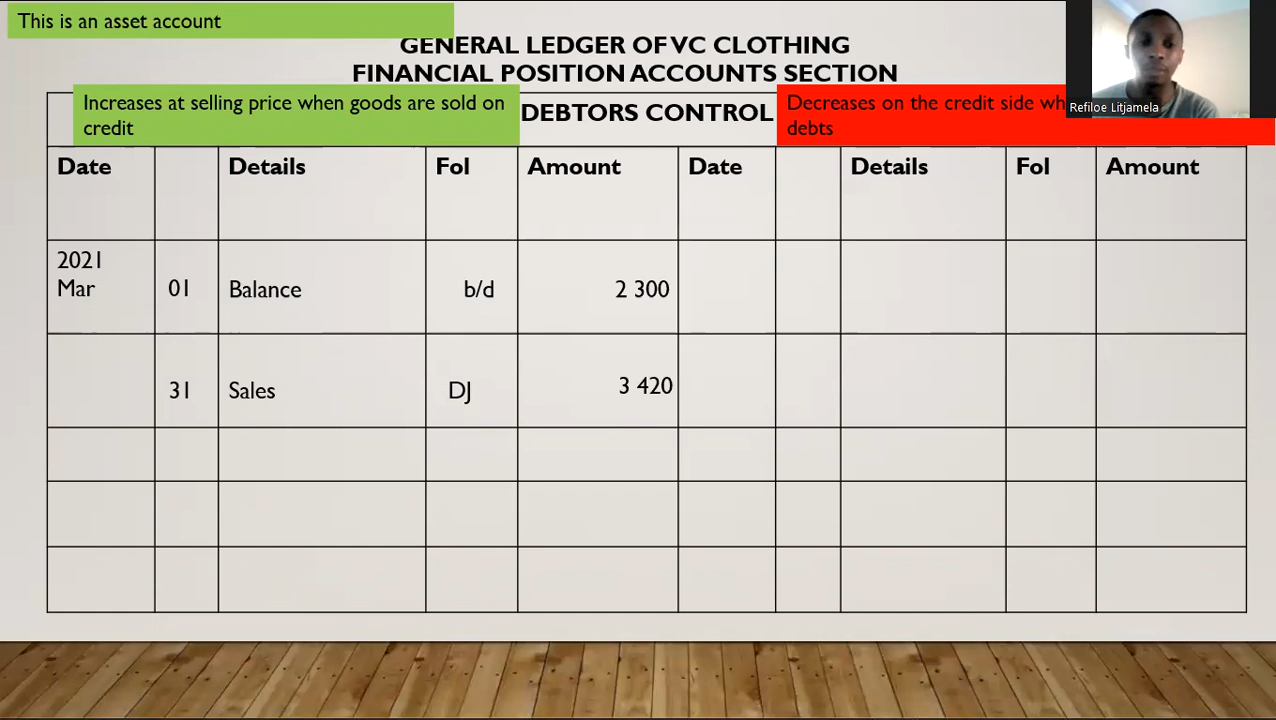 This is an asset account
GENERAL LEDGER OF VC CLOTHING
FINANCIAL POSITION ACCOUNTS SECTION
Increases at selling price when goods are sold on
credit
DEBTORS CONTROL
Decreases on the credit side
debts
Refiloe Litjamela
Date Details Fol Amount Date Details Fol Amount
2021
Mar 01 Balance b/d 2 300
31 Sales DJ 3 420